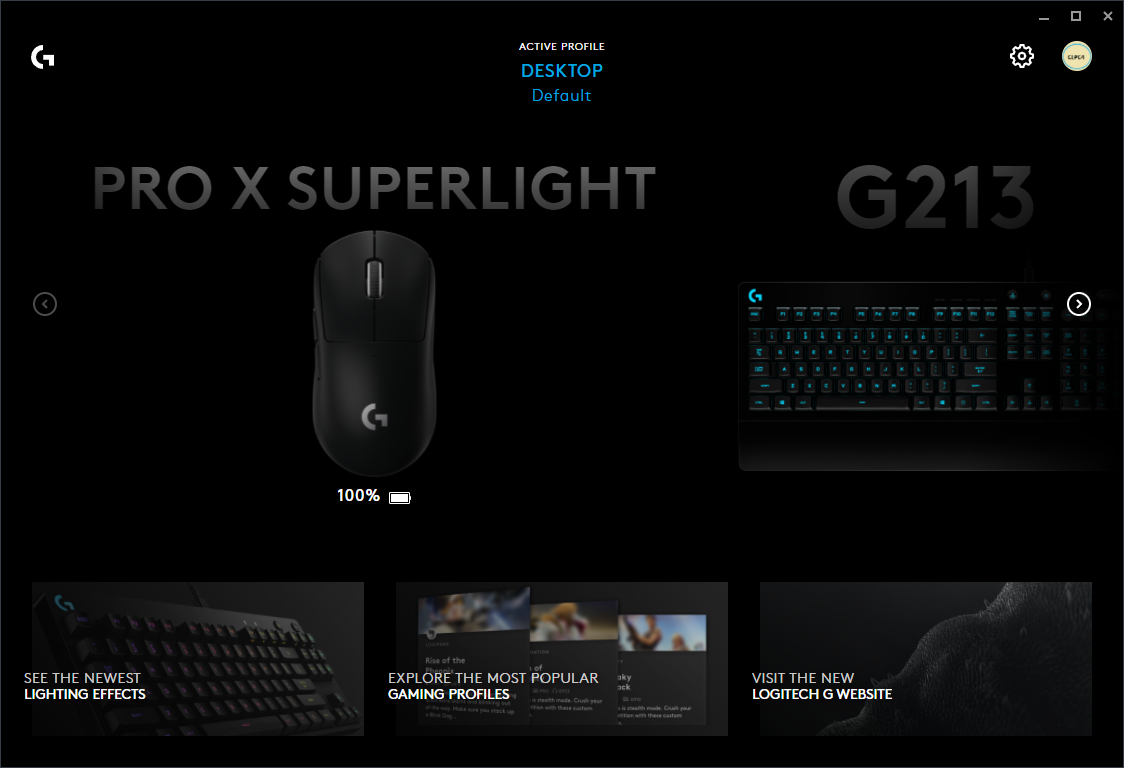 ACTIVE PROFILE
DESKTOP
Default
PRO X SUPERLIGHT
G213
100%
SEE THE NEWEST
LIGHTING EFFECTS
Rise of the
EXPLORE THE MOST POPULAR
GAMING PROFILES
VISIT THE NEW
LOGITECH G WEBSITE